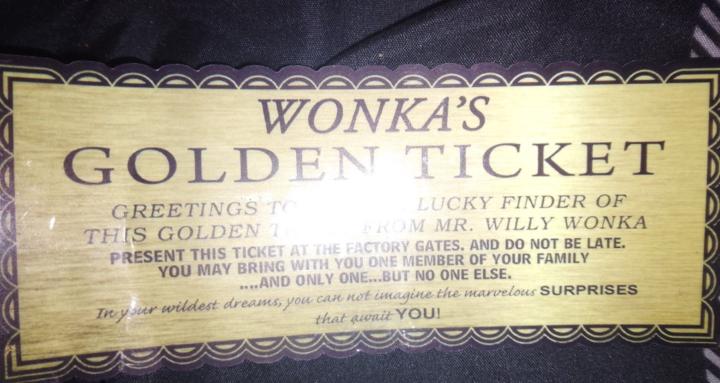 WONKA'S
GOLDEN TICKET
GREETINGS TO LUCKY FINDER OF
THIS GOLDEN FROM MR. WILLY WONKA
PRESENT THIS TICKET AT THE FACTORY GATES. AND DO NOT BE LATE.
YOU MAY BRING WITH YOU ONE MEMBER OF YOUR FAMILY
....AND ONLY ONE...BUT NO ONE ELSE.
In your wildest dreams, you can not imagine the marvelous SURPRISES
that await YOU!